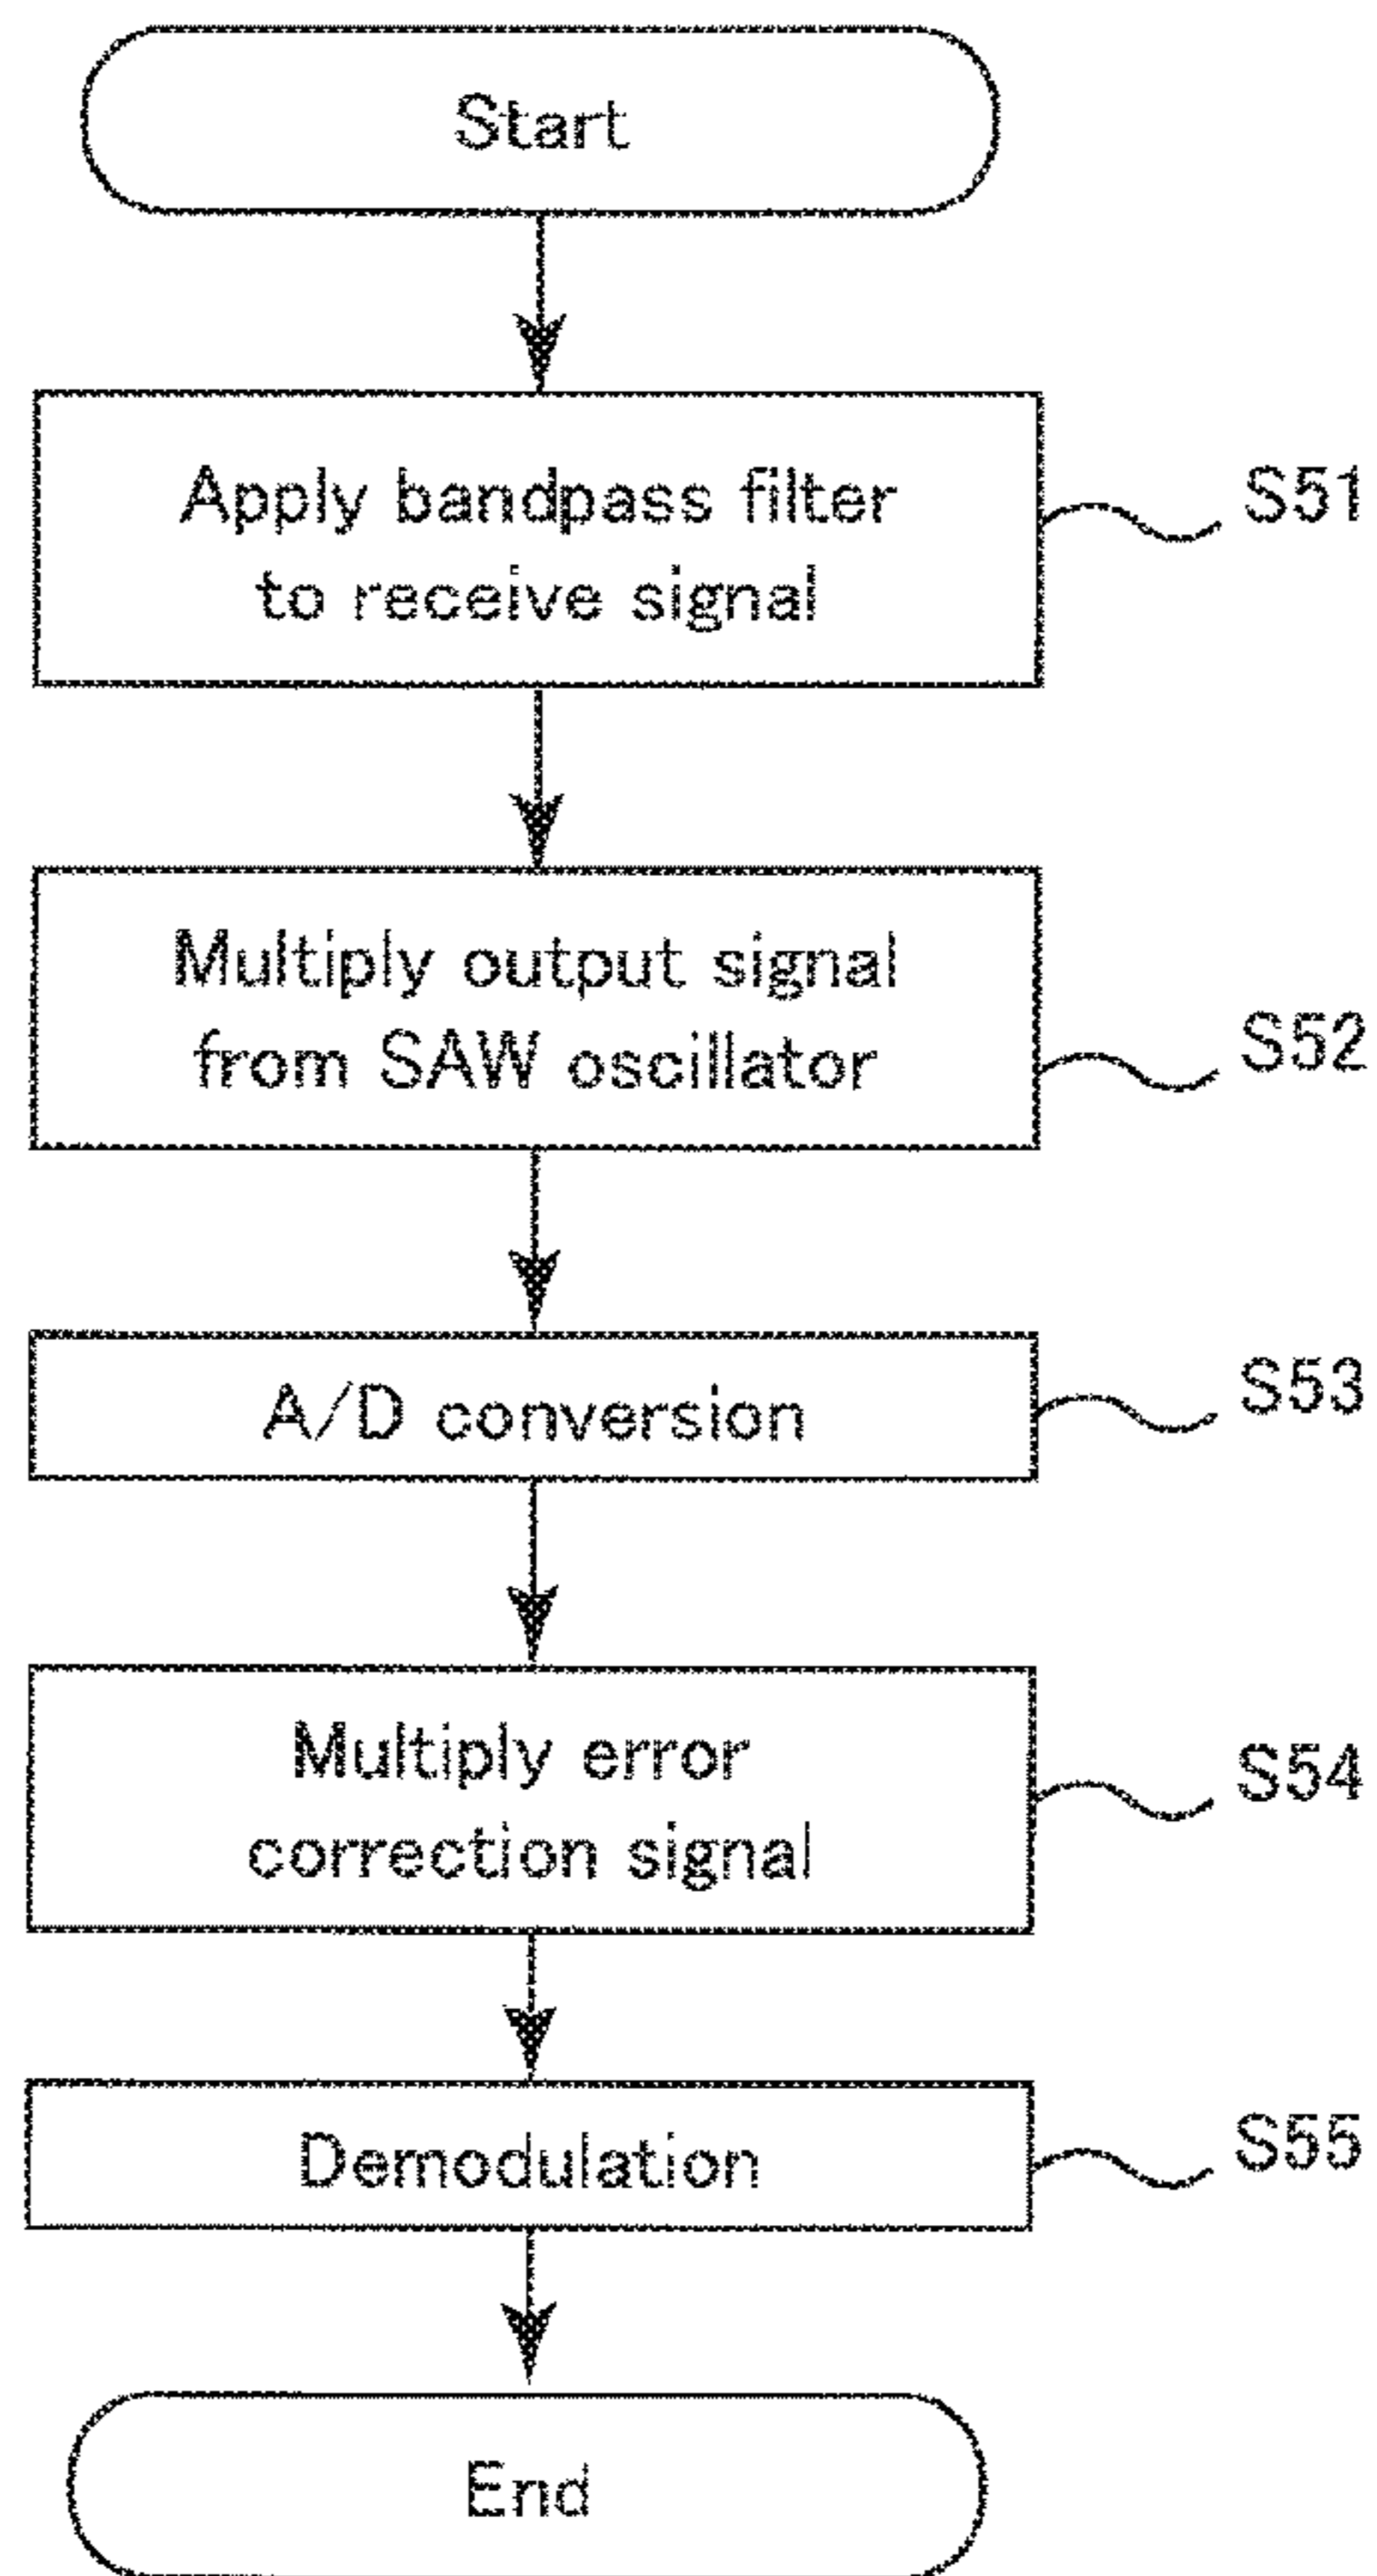 Start
Apply bandpass filter
to receive signal
S51
Multiply output signal
from SAW oscillator
S52
A/D conversion
S53
Multiply error
correction signal
S54
Demodulation
S55
End